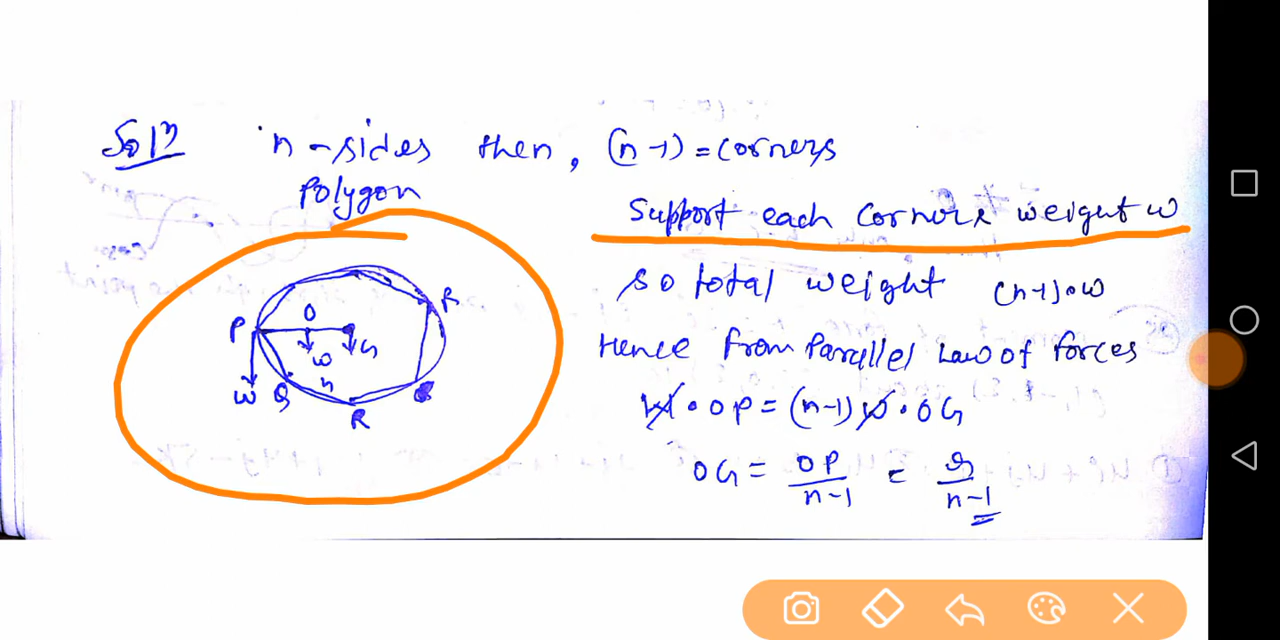 Soln n-sides then, (n-1) = corners
Polygon
Support each corners weight w
so total weight (n-1).w
Hence from Parallel Law of forces
w . OP = (n-1) w . OG
OG = OP/n-1 = r/n-1
P O R
w G
w Q n
R Q